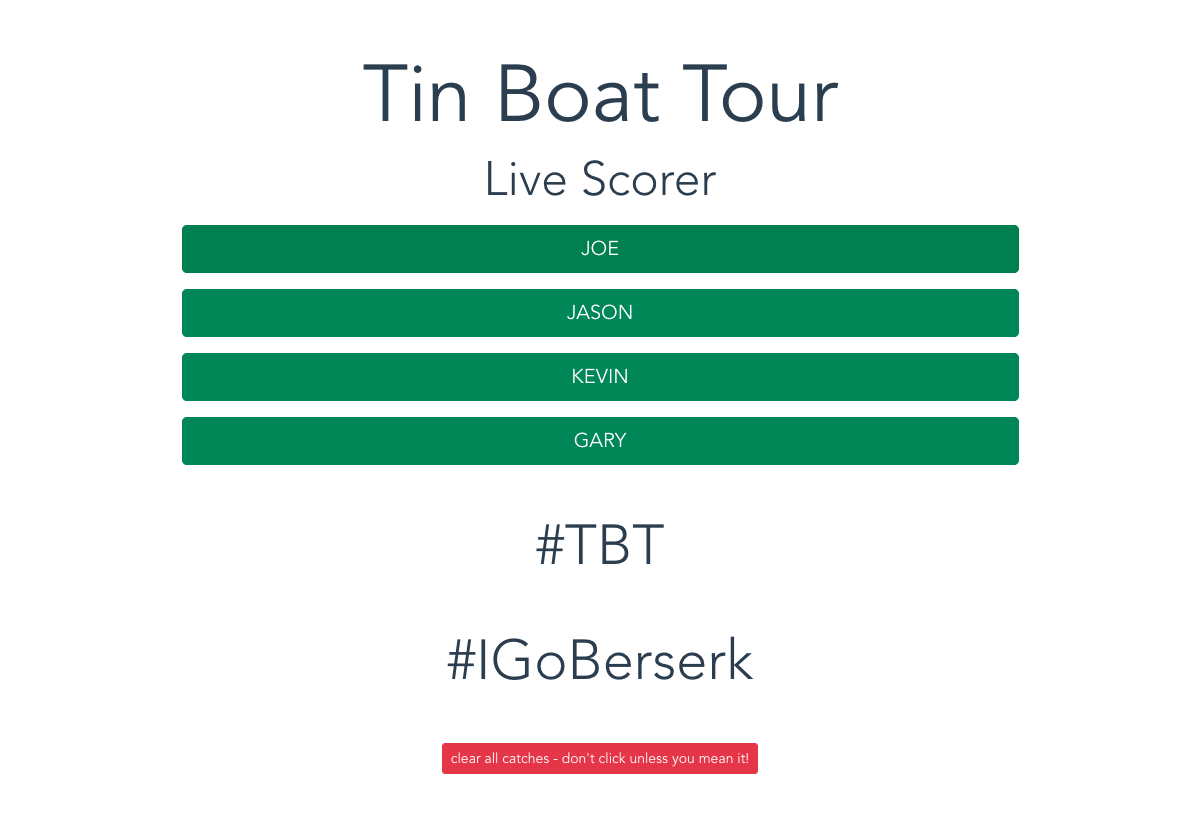 Tin Boat Tour
Live Scorer
JOE
JASON
KEVIN
GARY
#TBT
#IGoBerserk
clear all catches - don't click unless you mean it!